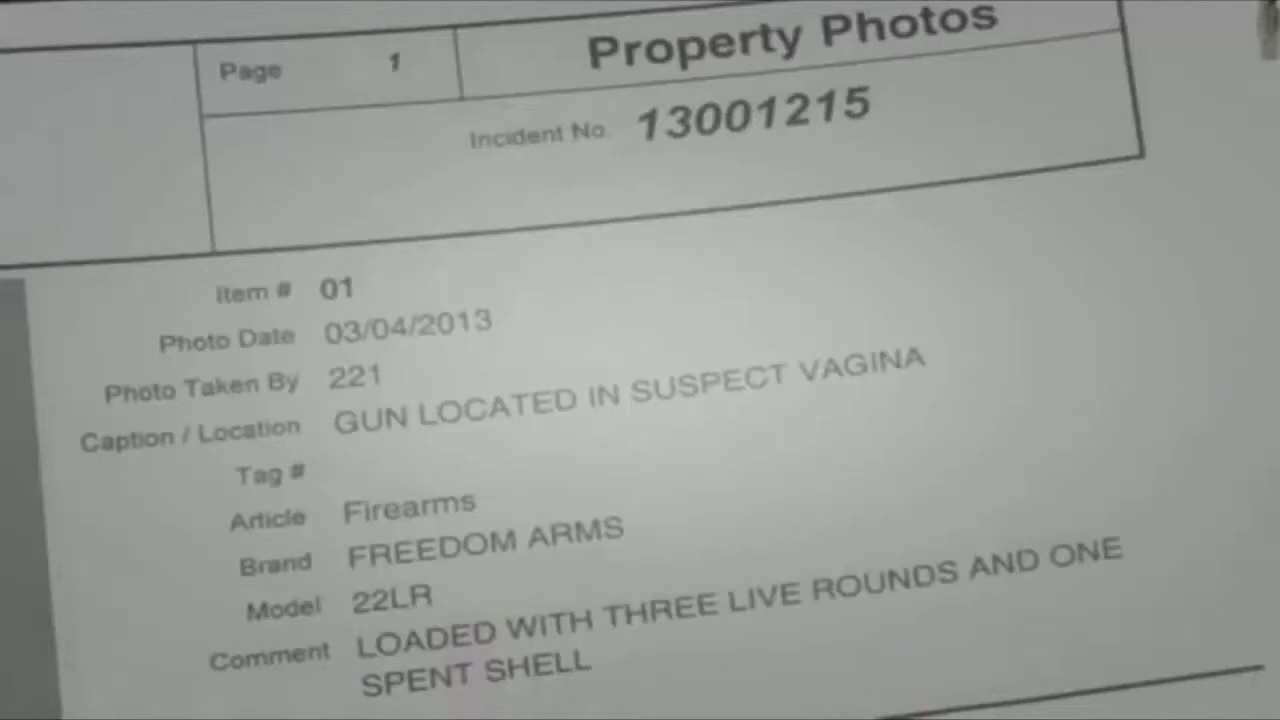 Page 1
Property Photos
Incident No. 13001215
Item # 01
Photo Date 03/04/2013
Photo Taken By 221
Caption / Location GUN LOCATED IN SUSPECT VAGINA
Tag #
Article Firearms
Brand FREEDOM ARMS
Model 22LR
Comment LOADED WITH THREE LIVE ROUNDS AND ONE
SPENT SHELL